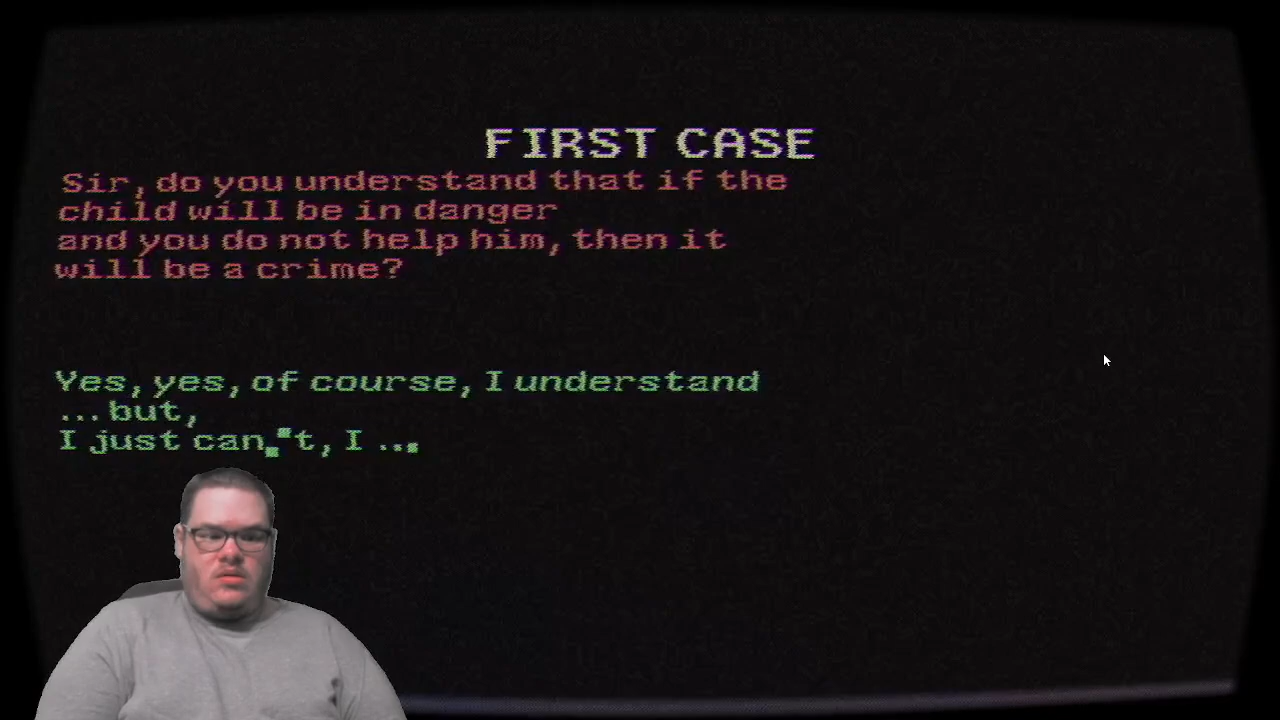 FIRST CASE
Sir, do you understand that if the
child will be in danger
and you do not help him, then it
will be a crime?
Yes, yes, of course, I understand
... but,
I just can't, I ...